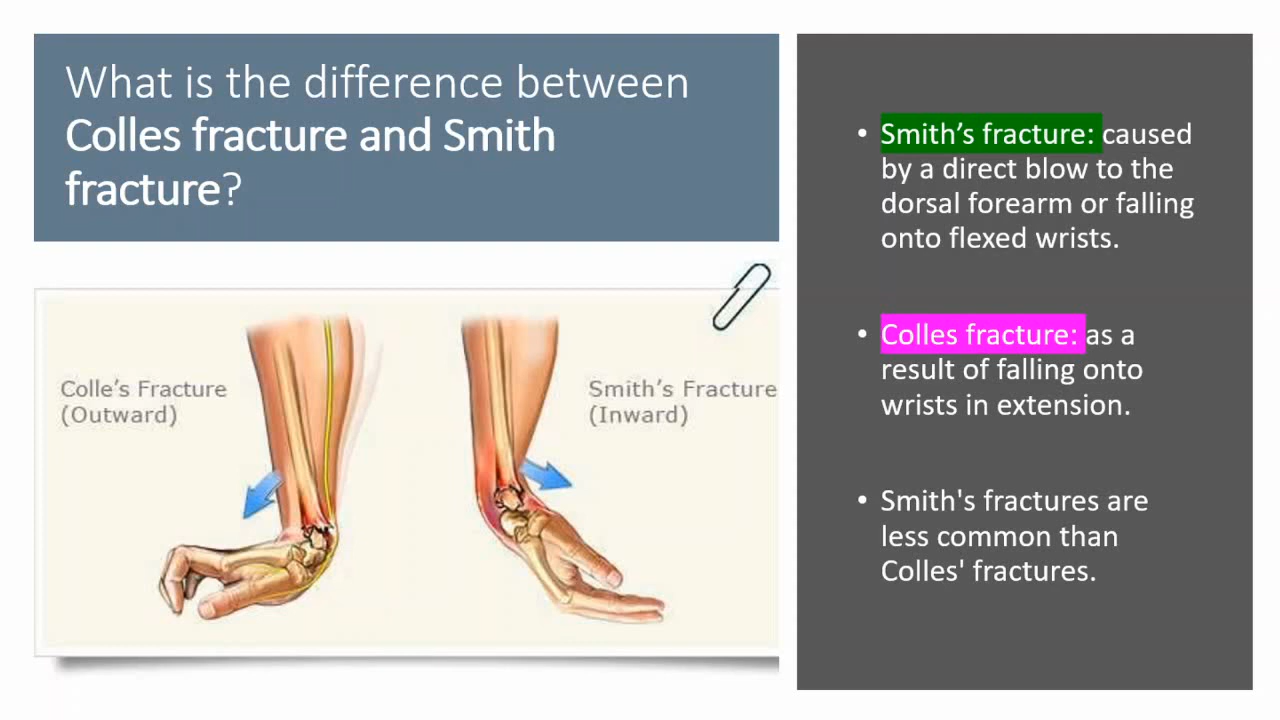 What is the difference between
Colles fracture and Smith
fracture?
Colle's Fracture
(Outward)
Smith's Fracture
(Inward)
• Smith’s fracture: caused
by a direct blow to the
dorsal forearm or falling
onto flexed wrists.
• Colles fracture: as a
result of falling onto
wrists in extension.
• Smith's fractures are
less common than
Colles' fractures.